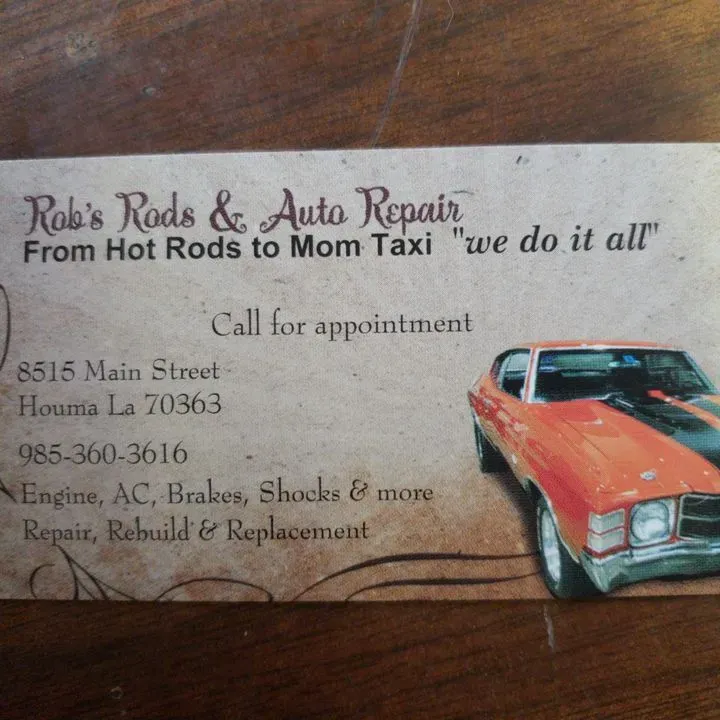 Rob's Rods & Auto Repair
From Hot Rods to Mom Taxi "we do it all"
Call for appointment
8515 Main Street
Houma La 70363
985-360-3616
Engine, AC, Brakes, Shocks & more
Repair, Rebuild & Replacement